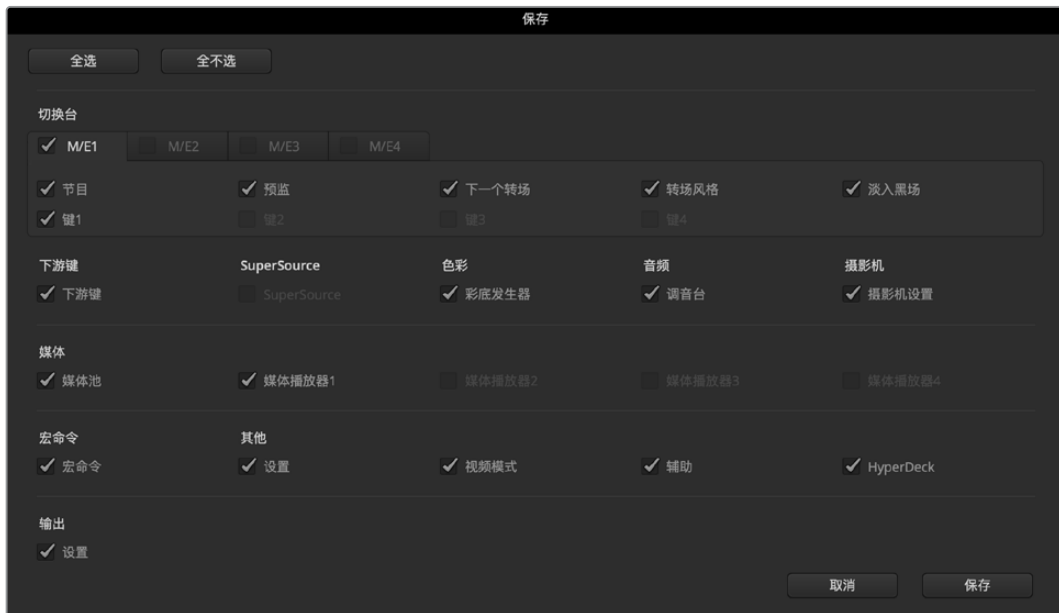 保存
全选 全不选
切换台
M/E1 M/E2 M/E3 M/E4
节目 预监 下一个转场 转场风格 淡入黑场
键1 键2 键3 键4
下游键 SuperSource 色彩 音频 摄影机
下游键 SuperSource 彩底发生器 调音台 摄影机设置
媒体
媒体池 媒体播放器1 媒体播放器2 媒体播放器3 媒体播放器4
宏命令 其他
宏命令 设置 视频模式 辅助 HyperDeck
输出
设置
取消 保存